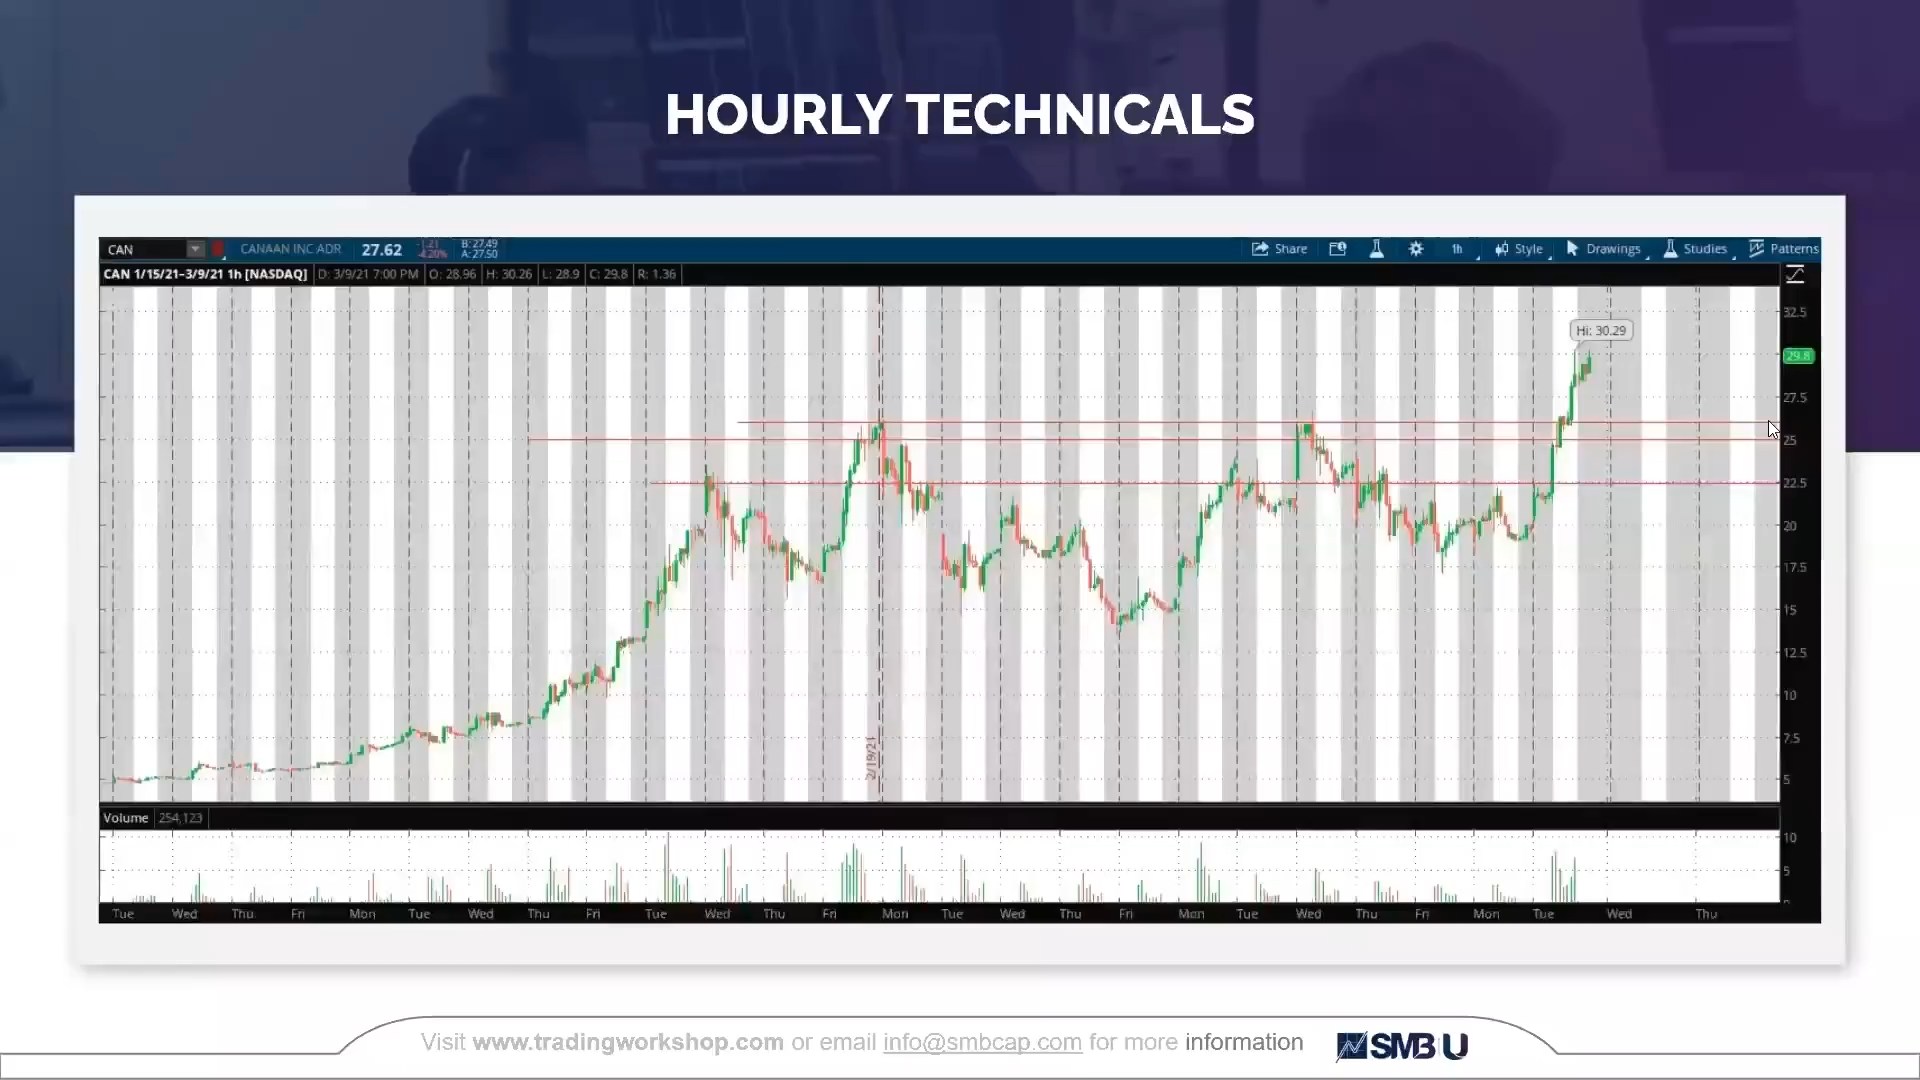 HOURLY TECHNICALS
CAN CANAAN INC ADR 27.62 -1.21 -4.20% B: 27.49 A: 27.50 Share 1h Style Drawings Studies Patterns
CAN 1/15/21-3/9/21 1h [NASDAQ] D: 3/9/21 7:00 PM O: 28.96 H: 30.26 L: 28.9 C: 29.8 R: 1.36
32.5
Hi: 30.29
29.8
27.5
25
22.5
20
17.5
15
12.5
10
7.5
2/19/21
5
Volume 254,123
10
5
0
Tue Wed Thu Fri Mon Tue Wed Thu Fri Tue Wed Thu Fri Mon Tue Wed Thu Fri Mon Tue Wed Thu Fri Mon Tue Wed Thu
Visit www.tradingworkshop.com or email info@smbcap.com for more information SMB U